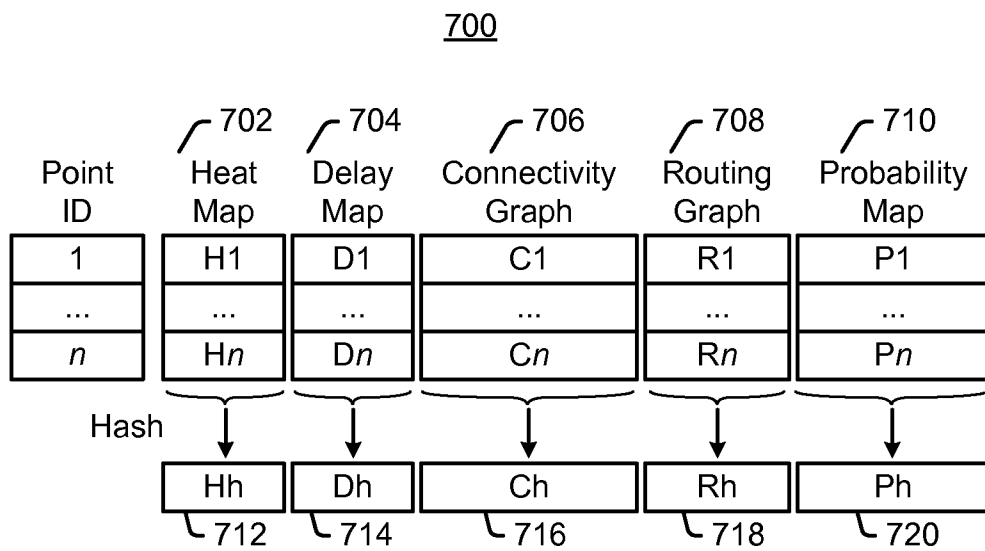 700
702 704 706 708 710
Point ID Heat Map Delay Map Connectivity Graph Routing Graph Probability Map
1 H1 D1 C1 R1 P1
... ... ... ... ... ...
n Hn Dn Cn Rn Pn
Hash
Hh Dh Ch Rh Ph
712 714 716 718 720